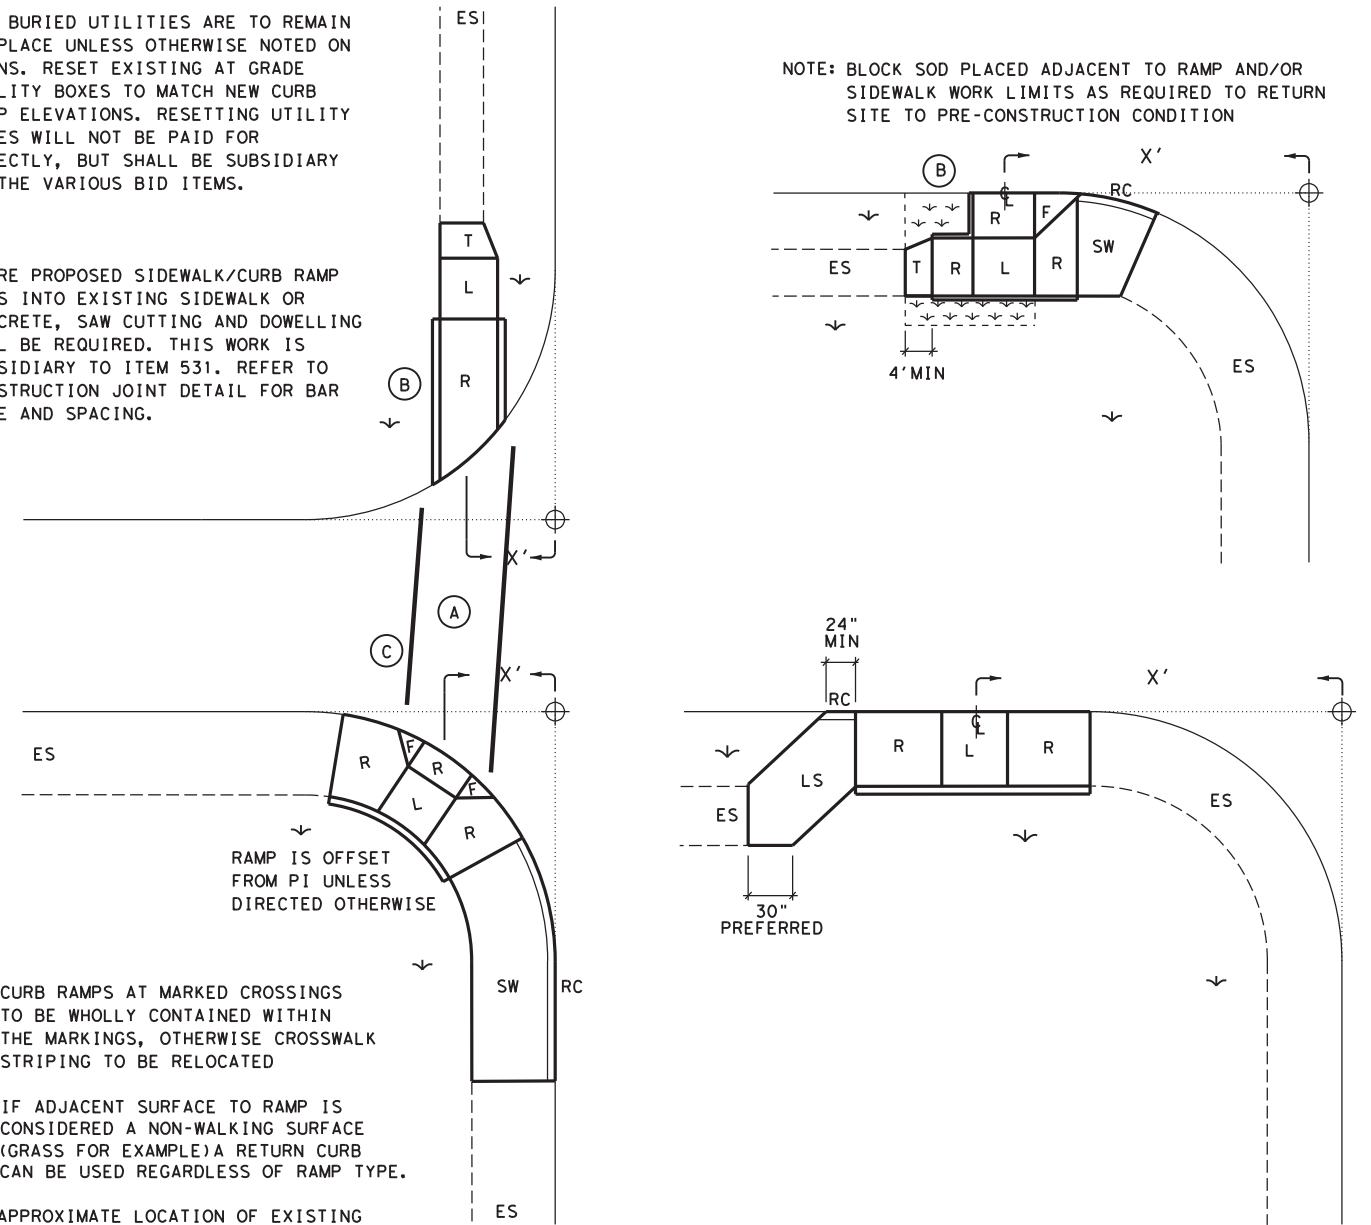 BURIED UTILITIES ARE TO REMAIN
PLACE UNLESS OTHERWISE NOTED ON
NS. RESET EXISTING AT GRADE
LITY BOXES TO MATCH NEW CURB
P ELEVATIONS. RESETTING UTILITY
ES WILL NOT BE PAID FOR
ECTLY, BUT SHALL BE SUBSIDIARY
THE VARIOUS BID ITEMS.
RE PROPOSED SIDEWALK/CURB RAMP
S INTO EXISTING SIDEWALK OR
CRETE, SAW CUTTING AND DOWELLING
L BE REQUIRED. THIS WORK IS
SIDIARY TO ITEM 531. REFER TO
STRUCTION JOINT DETAIL FOR BAR
E AND SPACING.
ES
T
L
R
B
X'
A
C
X'
ES
R
F
R
F
L
R
RAMP IS OFFSET
FROM PI UNLESS
DIRECTED OTHERWISE
SW
RC
CURB RAMPS AT MARKED CROSSINGS
TO BE WHOLLY CONTAINED WITHIN
THE MARKINGS, OTHERWISE CROSSWALK
STRIPING TO BE RELOCATED
IF ADJACENT SURFACE TO RAMP IS
CONSIDERED A NON-WALKING SURFACE
(GRASS FOR EXAMPLE)A RETURN CURB
CAN BE USED REGARDLESS OF RAMP TYPE.
APPROXIMATE LOCATION OF EXISTING
ES
NOTE: BLOCK SOD PLACED ADJACENT TO RAMP AND/OR
SIDEWALK WORK LIMITS AS REQUIRED TO RETURN
SITE TO PRE-CONSTRUCTION CONDITION
B
X'
RC
CL
R
F
SW
ES
T
R
L
R
4'MIN
ES
24"
MIN
X'
RC
CL
R
L
R
LS
ES
ES
30"
PREFERRED